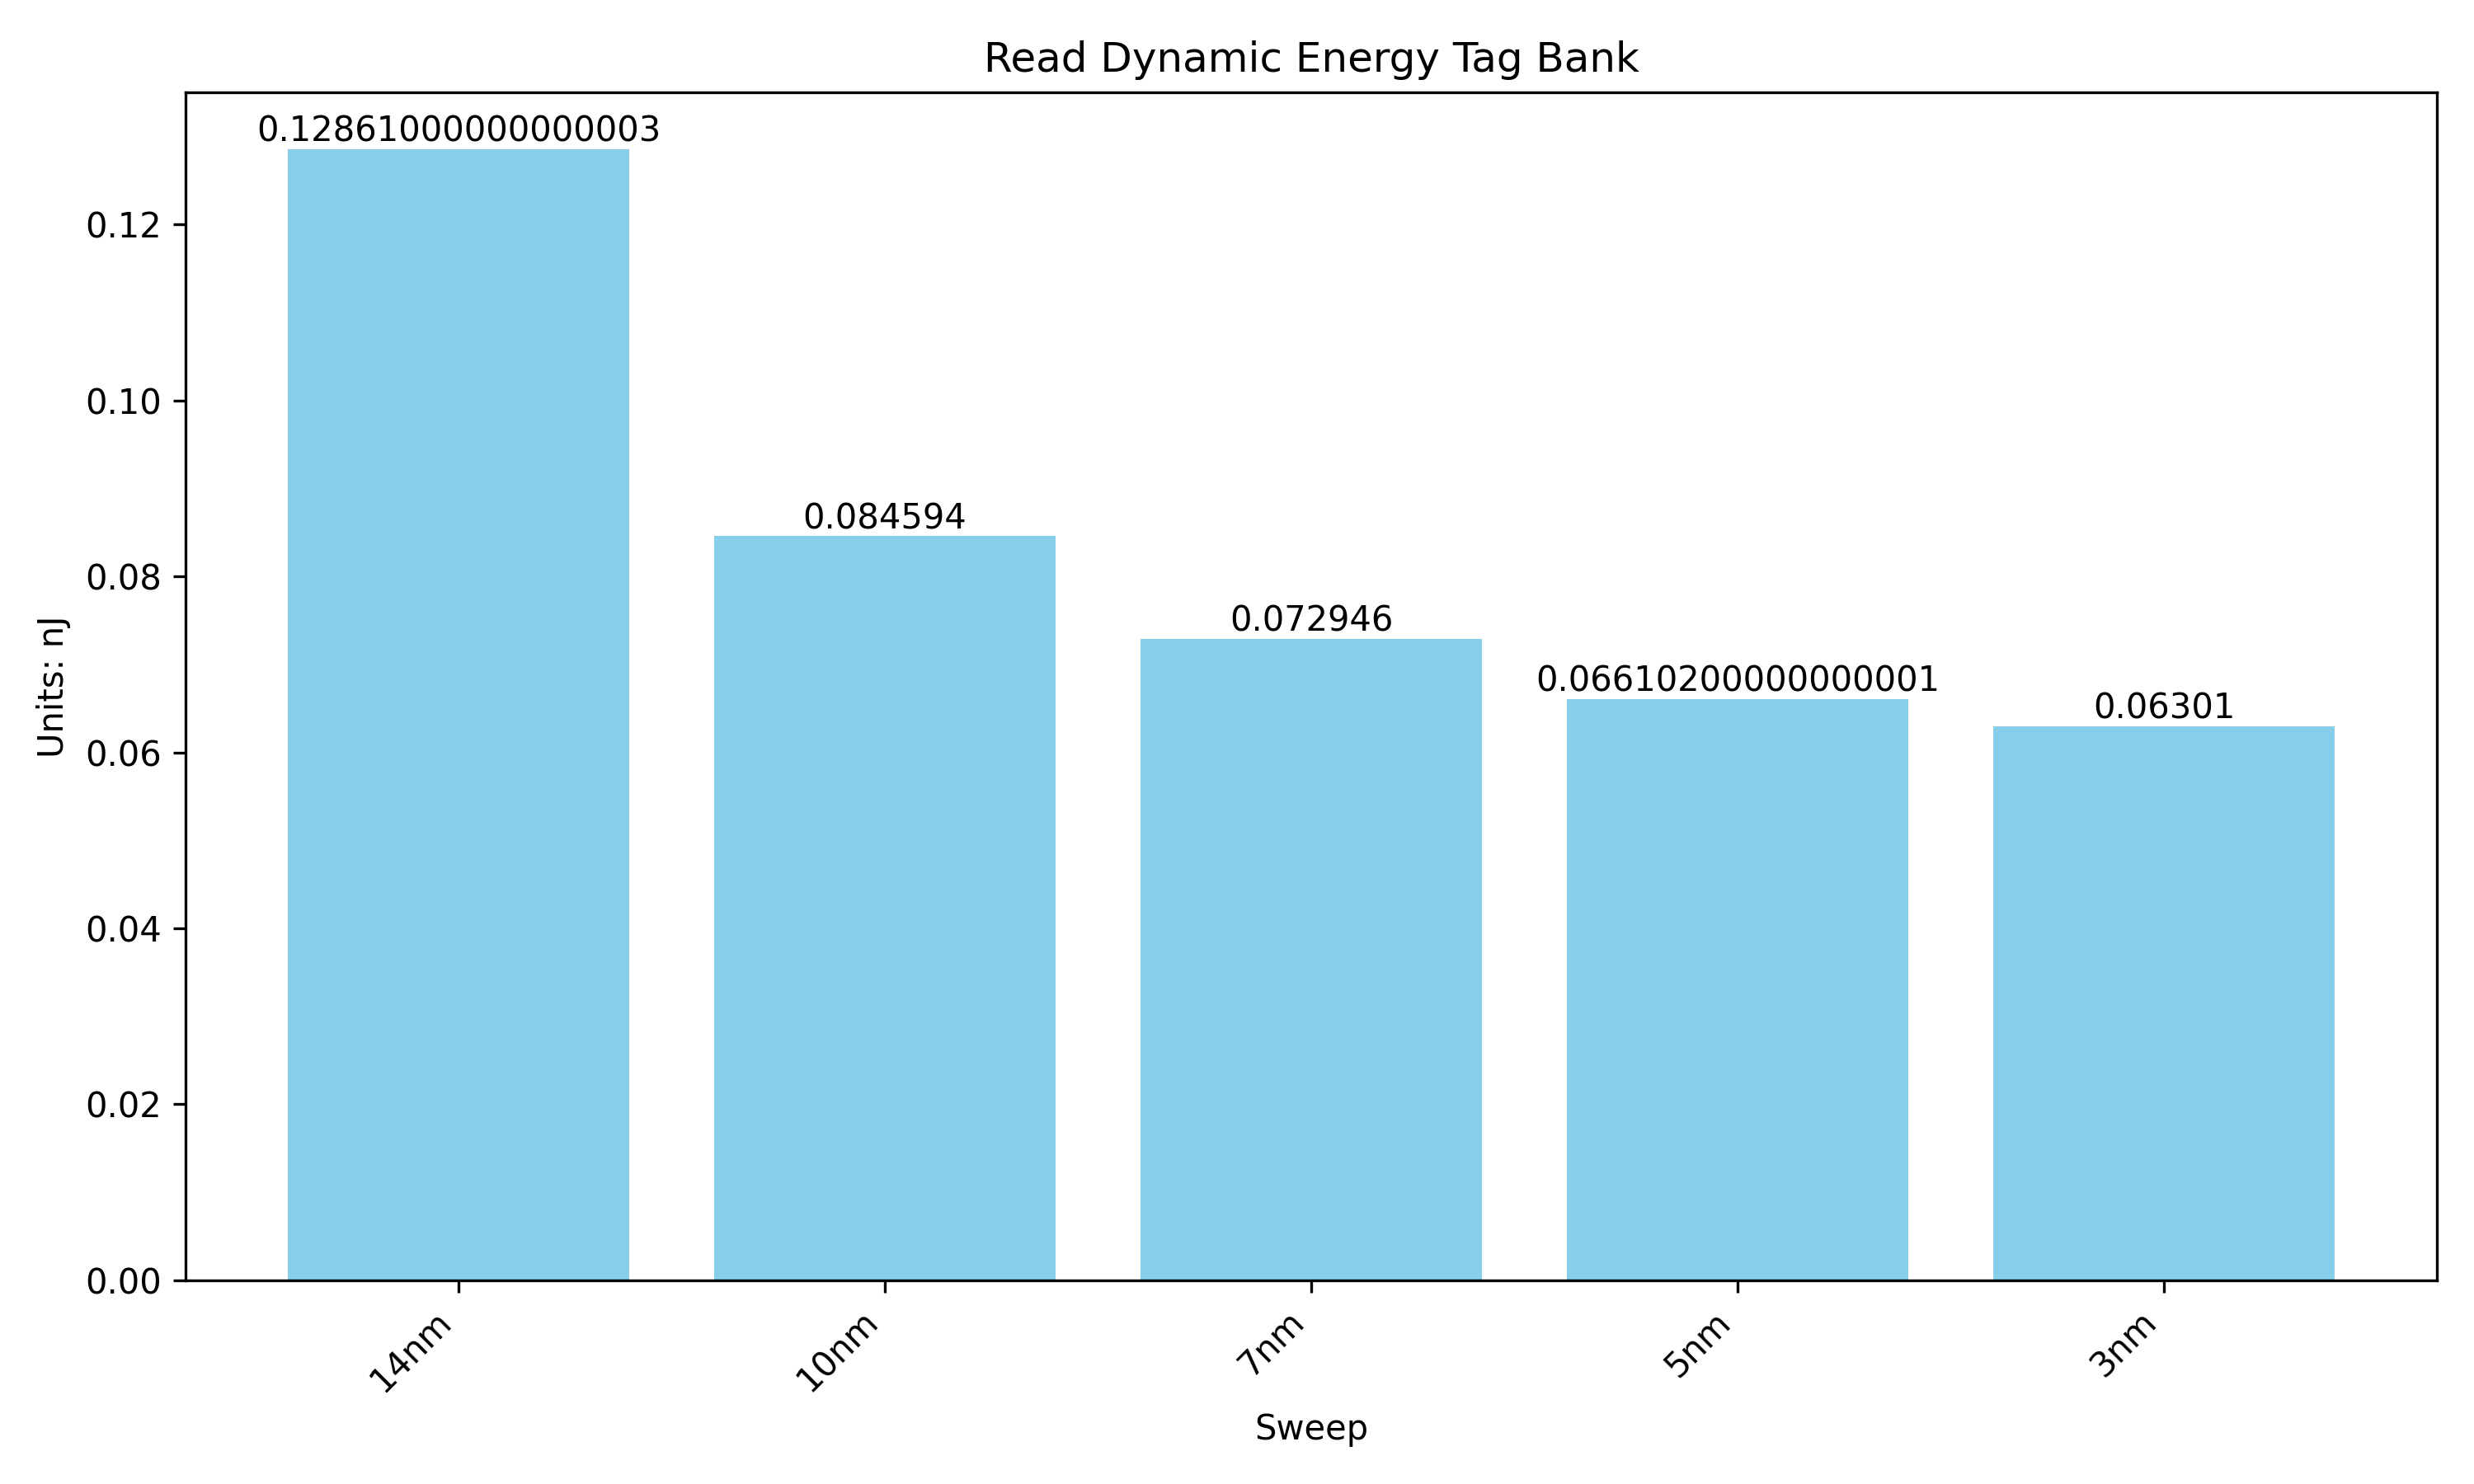 Read Dynamic Energy Tag Bank
0.12861000000000003
0.12
0.10
0.084594
0.08
0.072946
0.06610200000000001
0.06301
Units: nJ
0.06
0.04
0.02
0.00
14nm
10nm
7nm
5nm
3nm
Sweep